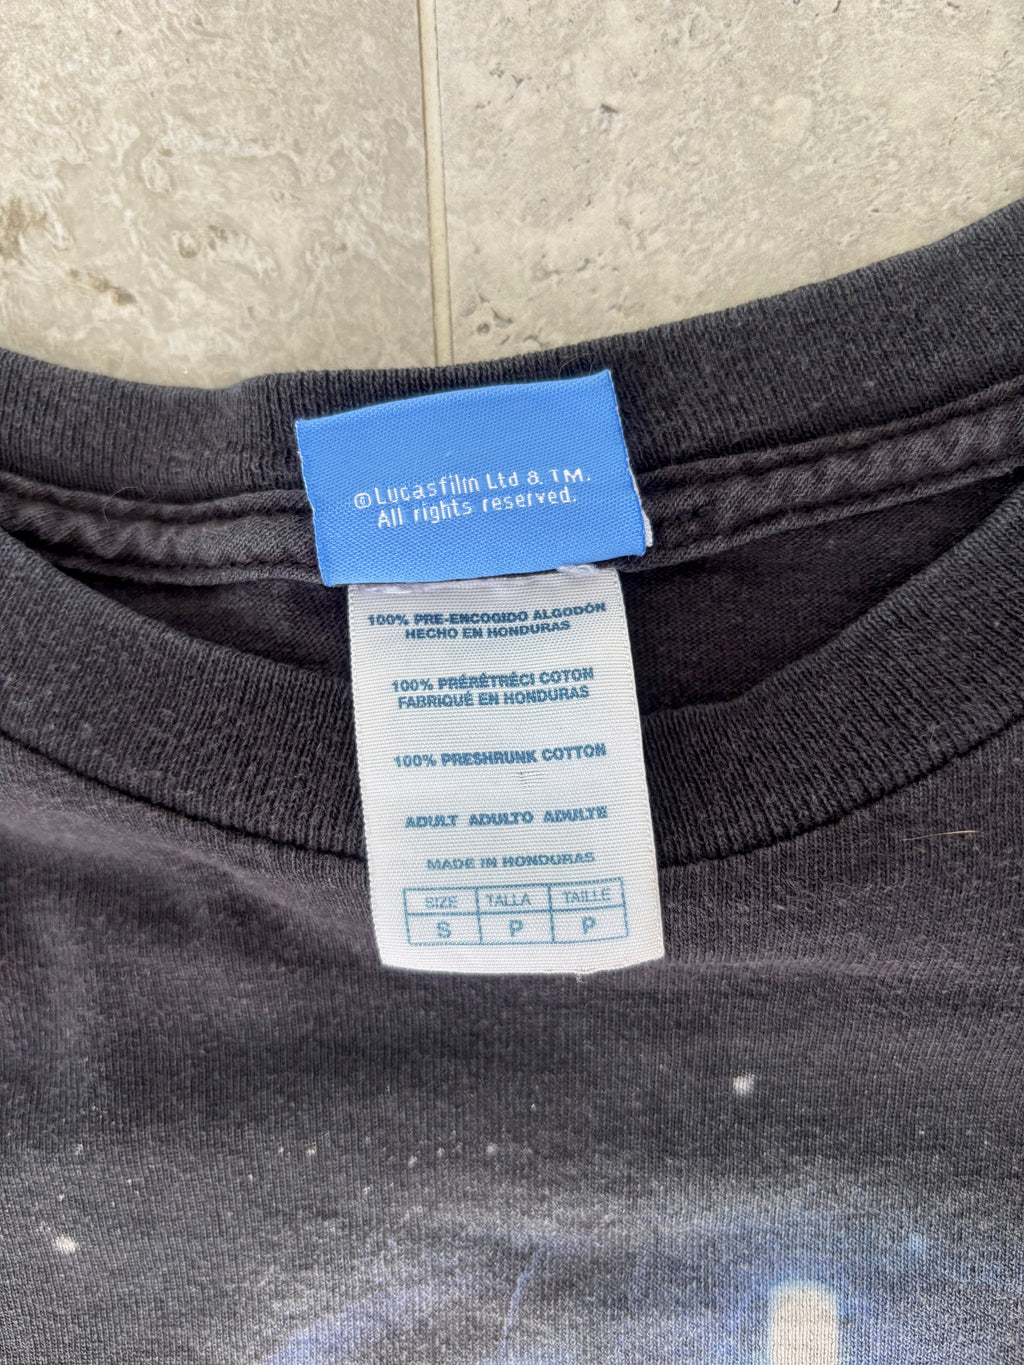 ©Lucasfilm Ltd & TM.
All rights reserved.
100% PRE-ENCOGIDO ALGODÓN
HECHO EN HONDURAS
100% PRÉRÉTRÉCI COTON
FABRIQUÉ EN HONDURAS
100% PRESHRUNK COTTON
ADULT ADULTO ADULTE
MADE IN HONDURAS
SIZE TALLA TAILLE
S P P